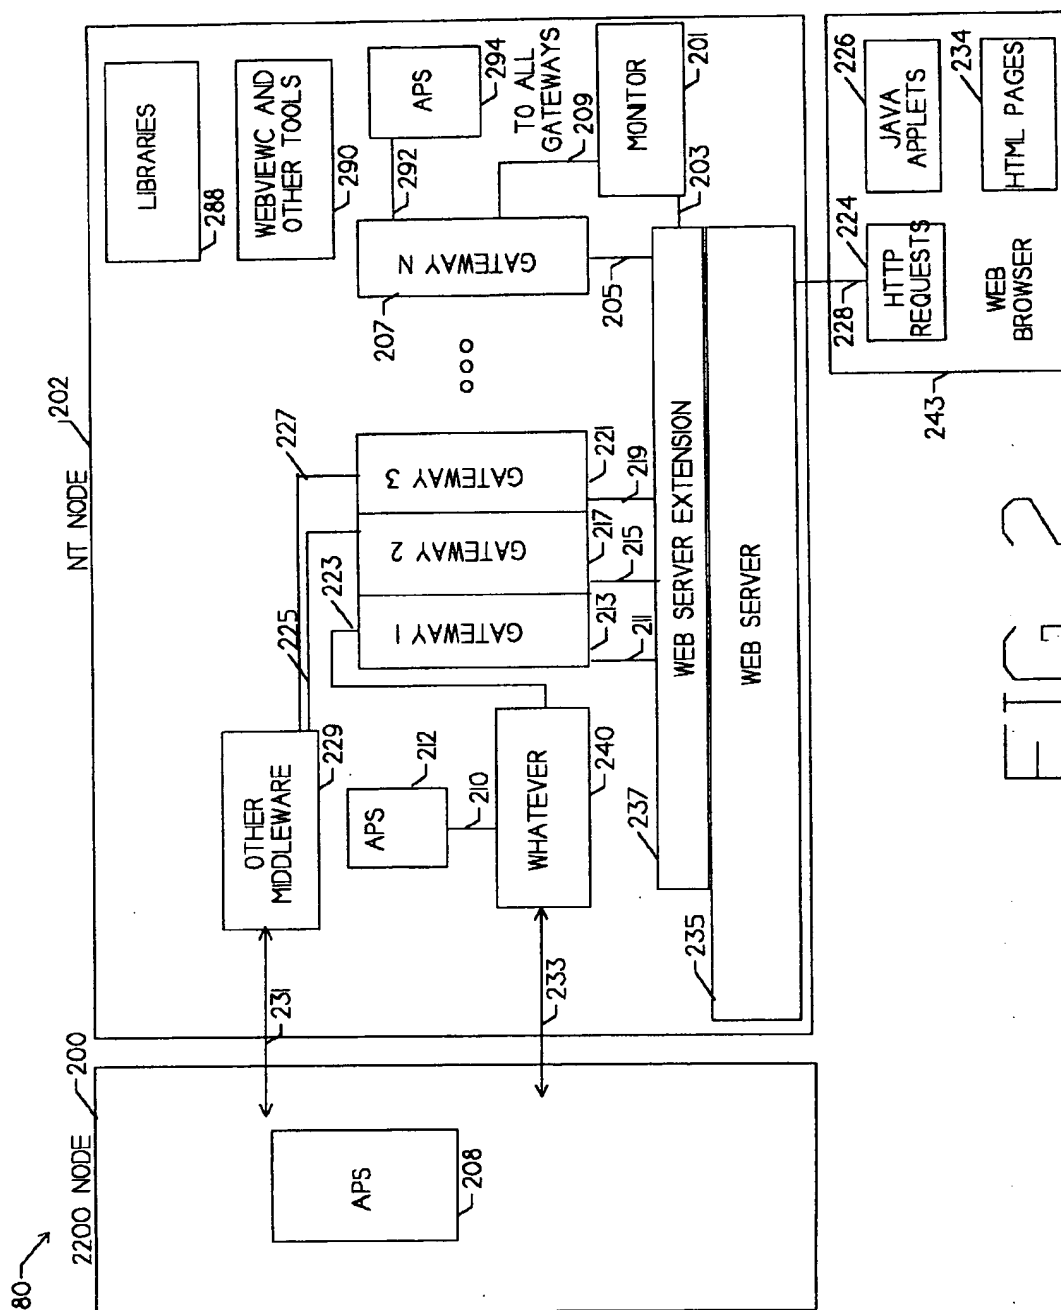 80
2200 NODE
200
APS
208
231
233
NT NODE
202
OTHER
MIDDLEWARE
229
225
227
223
APS
212
210
WHATEVER
240
GATEWAY 1
213
211
GATEWAY 2
217
215
GATEWAY 3
221
219
207
GATEWAY N
205
LIBRARIES
288
WEBVIEWC AND
OTHER TOOLS
290
292
APS
294
TO ALL
GATEWAYS
209
MONITOR
201
203
237
WEB SERVER EXTENSION
235
WEB SERVER
228
HTTP
REQUESTS
224
JAVA
APPLETS
226
HTML PAGES
234
WEB
BROWSER
243
FIG. 2